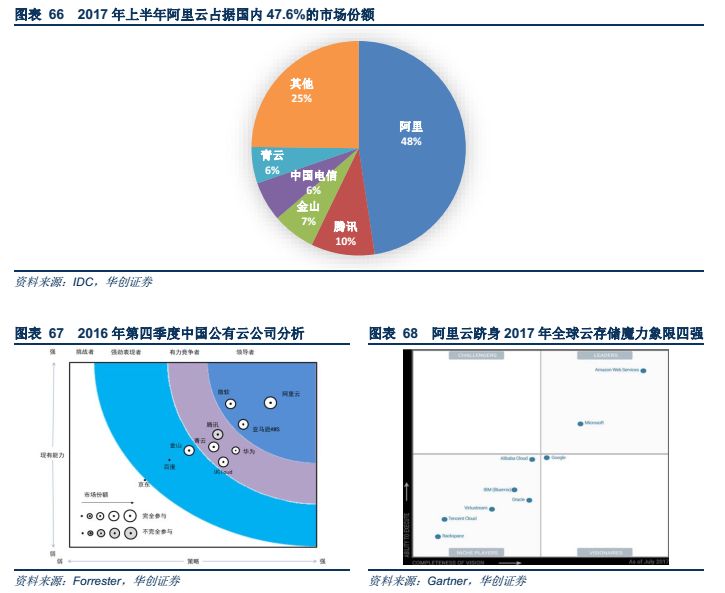 图表 66 2017 年上半年阿里云占据国内 47.6%的市场份额
其他
25%
阿里
48%
青云
6%
中国电信
6%
金山
7%
腾讯
10%
资料来源：IDC，华创证券
图表 67 2016 年第四季度中国公有云公司分析
强 挑战者 强劲表现者 有力竞争者 领导者
微软
阿里云
亚马逊AWS
腾讯
青云
金山
华为
UCloud
百度
京东
现有能力
市场份额
完全参与
不完全参与
弱
弱 策略 强
资料来源：Forrester，华创证券
图表 68 阿里云跻身 2017 年全球云存储魔力象限四强
CHALLENGERS LEADERS
Amazon Web Services
Microsoft
Alibaba Cloud
Google
IBM (Bluemix)
Oracle
Virtustream
Tencent Cloud
Rackspace
ABILITY TO EXECUTE
NICHE PLAYERS VISIONARIES
COMPLETENESS OF VISION As of July 2017
资料来源：Gartner，华创证券